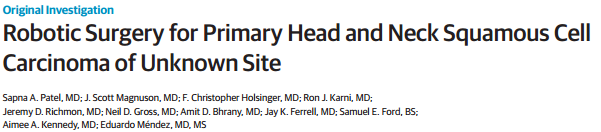 Original Investigation
Robotic Surgery for Primary Head and Neck Squamous Cell
Carcinoma of Unknown Site
Sapna A. Patel, MD; J. Scott Magnuson, MD; F. Christopher Holsinger, MD; Ron J. Karni, MD;
Jeremy D. Richmon, MD; Neil D. Gross, MD; Amit D. Bhrany, MD; Jay K. Ferrell, MD; Samuel E. Ford, BS;
Aimee A. Kennedy, MD; Eduardo Méndez, MD, MS